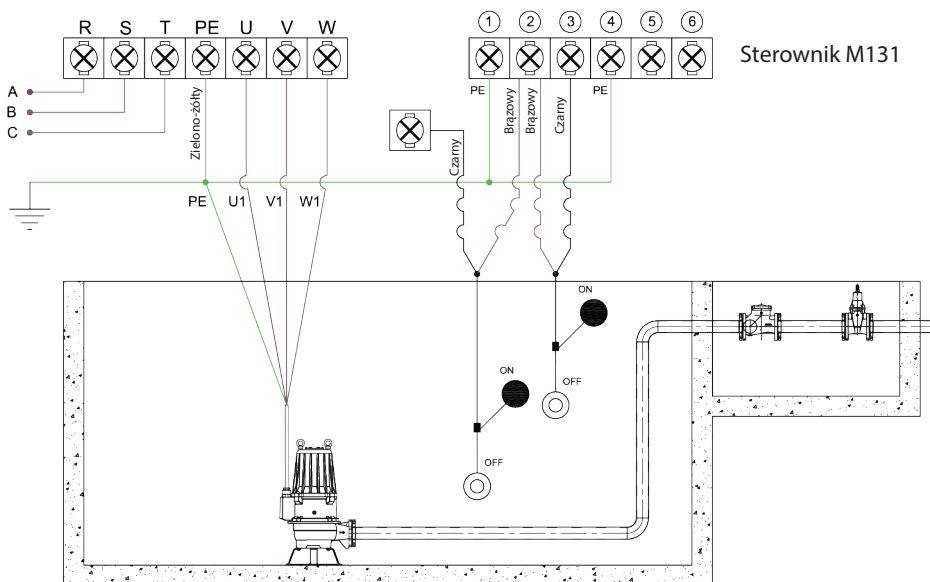 R S T PE U V W
1 2 3 4 5 6
Sterownik M131
A
B
C
Zielono-żółty
PE
Brązowy
Brązowy
Czarny
PE
Czarny
PE U1 V1 W1
ON
OFF
ON
OFF